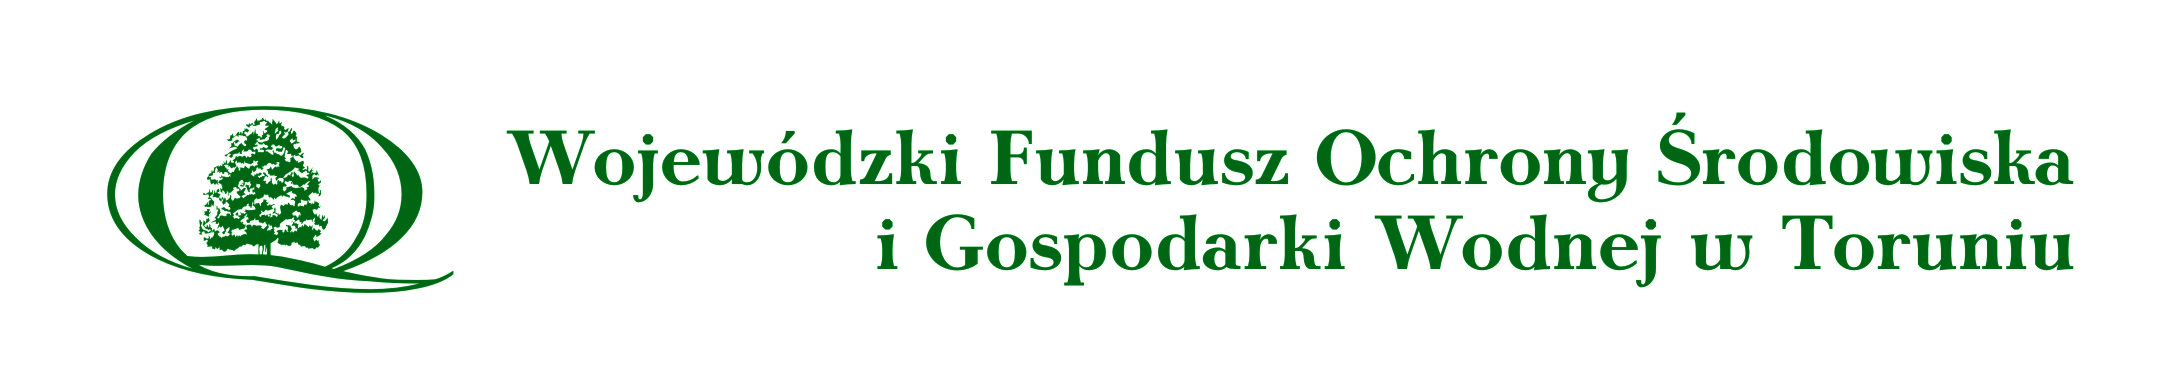 Wojewódzki Fundusz Ochrony Środowiska
i Gospodarki Wodnej w Toruniu